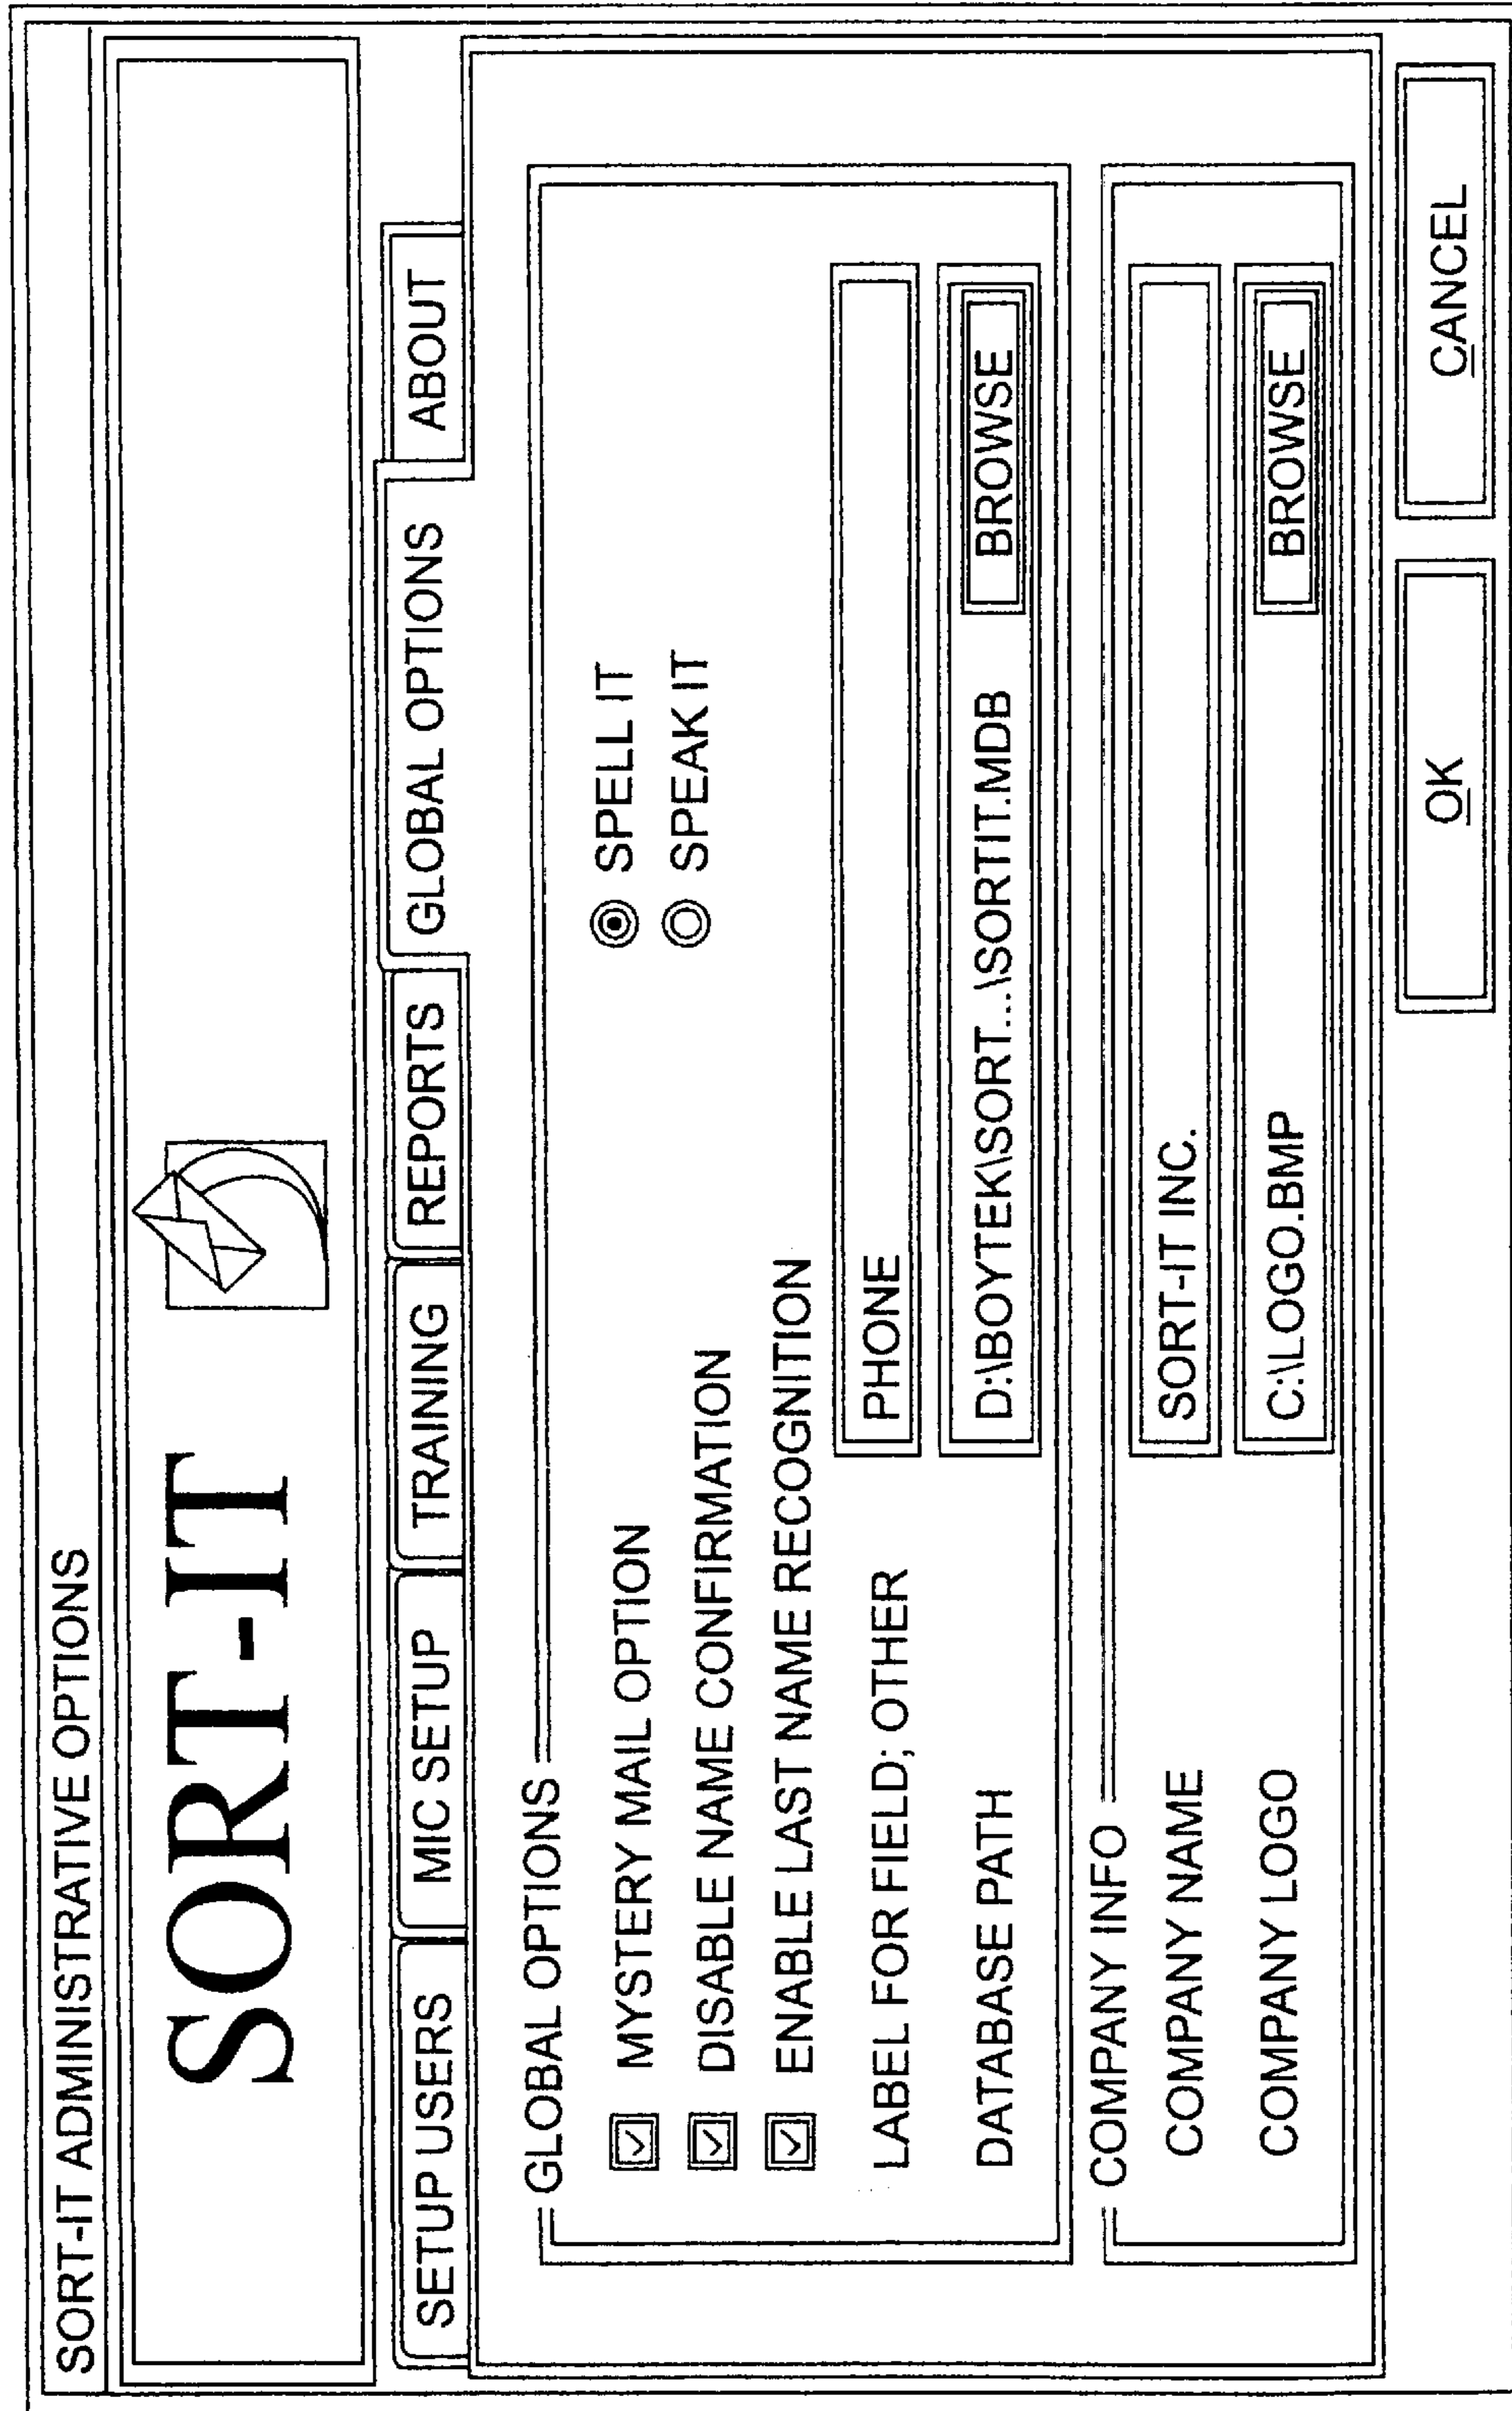 SORT-IT ADMINISTRATIVE OPTIONS
SORT-IT
SETUP USERS MIC SETUP TRAINING REPORTS GLOBAL OPTIONS ABOUT
GLOBAL OPTIONS
MYSTERY MAIL OPTION SPELL IT
DISABLE NAME CONFIRMATION SPEAK IT
ENABLE LAST NAME RECOGNITION
LABEL FOR FIELD; OTHER PHONE
DATABASE PATH D:\BOYTEK\SORT...\SORTIT.MDB BROWSE
COMPANY INFO
COMPANY NAME SORT-IT INC.
COMPANY LOGO C:\LOGO.BMP BROWSE
OK CANCEL